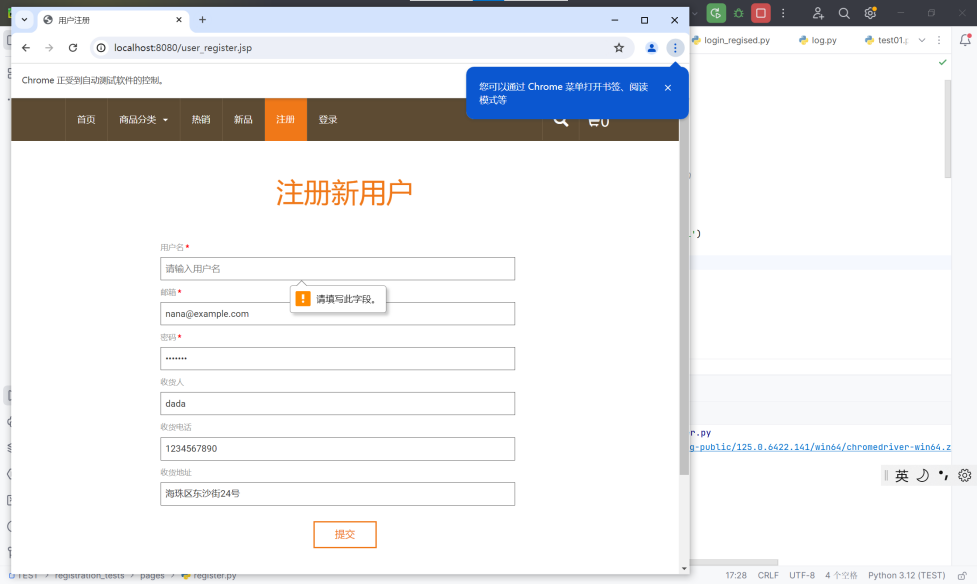 用户注册
localhost:8080/user_register.jsp
Chrome 正受到自动测试软件的控制。
您可以通过 Chrome 菜单打开书签、阅读
模式等
首页 商品分类 热销 新品 注册 登录 0
注册新用户
用户名*
请输入用户名
请填写此字段。
邮箱*
nana@example.com
密码*
•••••••
收货人
dada
收货电话
1234567890
收货地址
海珠区东沙街24号
提交
login_regised.py log.py test01.
')
r.py
g-public/125.0.6422.141/win64/chromedriver-win64.z
英
TEST > registration_tests > pages > register.py
17:28 CRLF UTF-8 4 个空格 Python 3.12 (TEST)